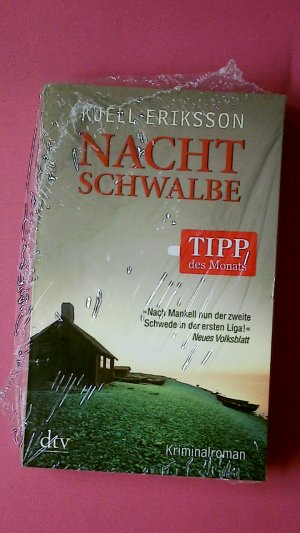 KJELL ERIKSSON
NACHT
SCHWALBE
TIPP
des Monats
»Nach Mankell nun der zweite
Schwede in der ersten Liga!«
Neues Volksblatt
dtv
Kriminalroman